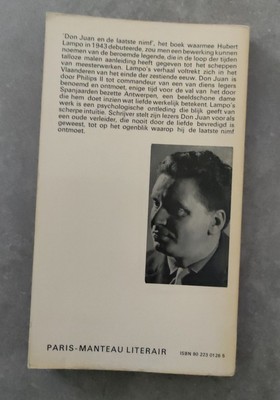 'Don Juan en de laatste nimf', het boek waarmee Hubert
Lampo in 1943 debuteerde, zou men een bewerking kunnen
noemen van de beroemde legende, die in de loop der tijden
talloze malen aanleiding heeft gegeven tot het scheppen
van meesterwerken. Lampo's verhaal voltrekt zich in het
Vlaanderen van het einde der zestiende eeuw. Don Juan is
door Philips II tot commandeur van een van diens legers
benoemd en ontmoet, enige tijd voor de val van het door
Spanjaarden bezette Antwerpen, een beeldschone dame
die hem doet inzien wat liefde werkelijk betekent. Lampo's
werk is een psychologische ontleding die blijk geeft van
scherpe intuïtie. Schrijver stelt zijn lezers Don Juan voor als
een oude verleider, die nooit door de liefde bevredigd is
geweest, tot op het ogenblik waarop hij de laatste nimf
ontmoet.
PARIS-MANTEAU LITERAIR
ISBN 90 223 0126 5